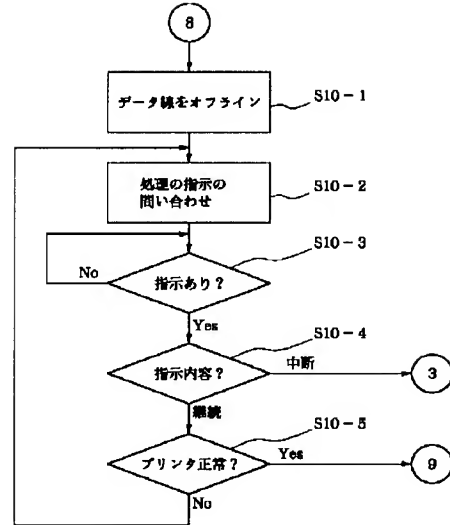 8
データ線をオフライン
S10-1
処理の指示の
問い合わせ
S10-2
S10-3
No
指示あり？
Yes
S10-4
指示内容？
中断
3
継続
S10-5
プリンタ正常？
Yes
9
No